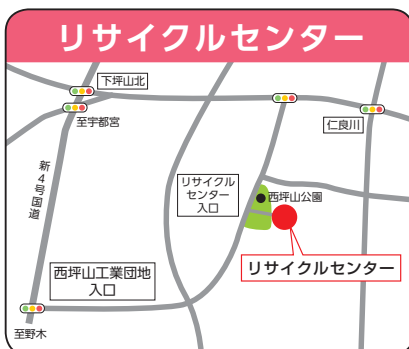 リサイクルセンター
下坪山北
至宇都宮
仁良川
新4号国道
リサイクル
センター
入口
西坪山公園
リサイクルセンター
西坪山工業団地
入口
至野木